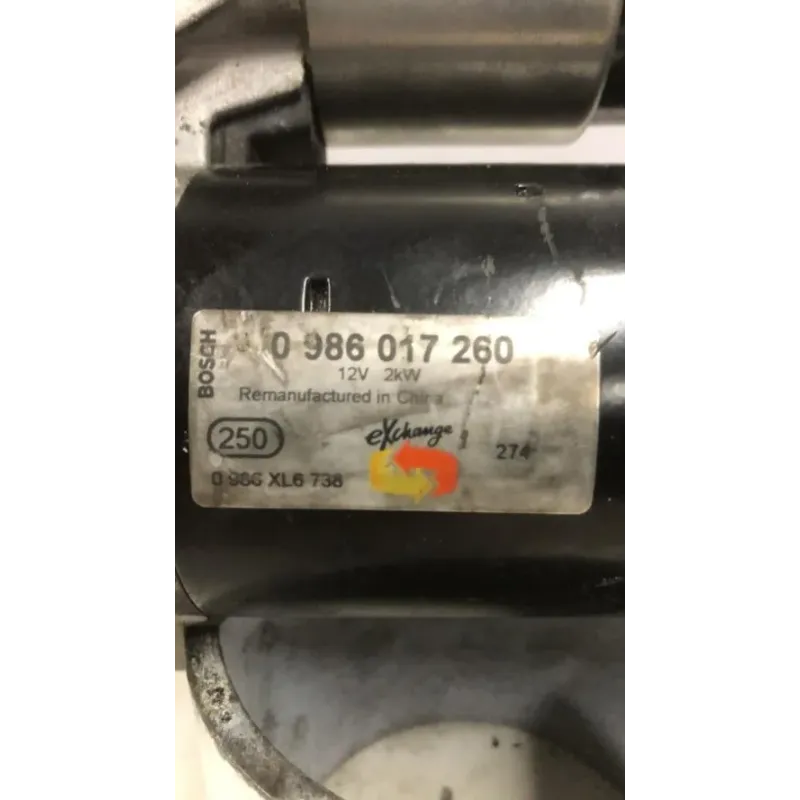 BOSCH
0 986 017 260
12V 2kW
Remanufactured in China
250
eXchange
274
0 986 XL6 738